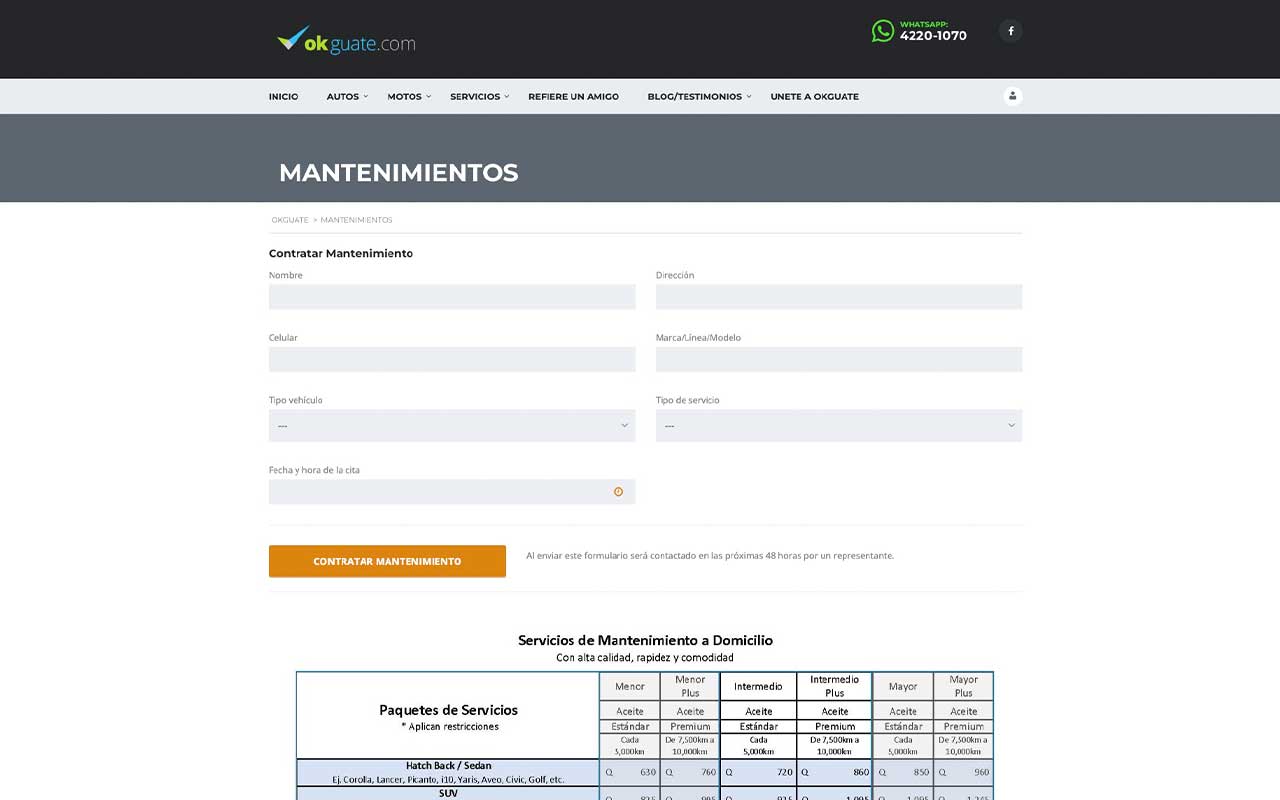 okguate.com
WHATSAPP:
4220-1070
INICIO AUTOS MOTOS SERVICIOS REFIERE UN AMIGO BLOG/TESTIMONIOS UNETE A OKGUATE
MANTENIMIENTOS
OKGUATE > MANTENIMIENTOS
Contratar Mantenimiento
Nombre Dirección
Celular Marca/Línea/Modelo
Tipo vehículo Tipo de servicio
--- ---
Fecha y hora de la cita
CONTRATAR MANTENIMIENTO Al enviar este formulario será contactado en las próximas 48 horas por un representante.
Servicios de Mantenimiento a Domicilio
Con alta calidad, rapidez y comodidad
Paquetes de Servicios
* Aplican restricciones
Menor Menor Plus Intermedio Intermedio Plus Mayor Mayor Plus
Aceite Aceite Aceite Aceite Aceite Aceite
Estándar Premium Estándar Premium Estándar Premium
Cada 5,000km De 7,500km a 10,000km Cada 5,000km De 7,500km a 10,000km Cada 5,000km De 7,500km a 10,000km
Hatch Back / Sedan
Ej. Corolla, Lancer, Picanto, i10, Yaris, Aveo, Civic, Golf, etc.
Q 630 Q 760 Q 720 Q 860 Q 850 Q 960
SUV